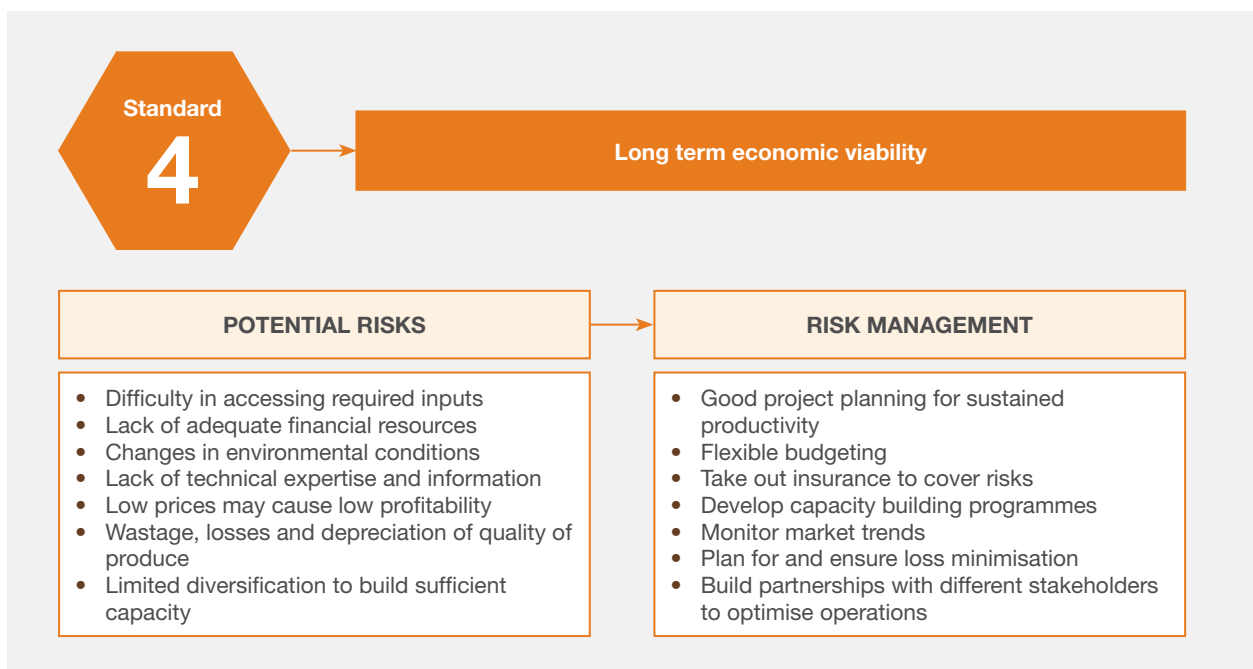 Standard
4
Long term economic viability
POTENTIAL RISKS
• Difficulty in accessing required inputs
• Lack of adequate financial resources
• Changes in environmental conditions
• Lack of technical expertise and information
• Low prices may cause low profitability
• Wastage, losses and depreciation of quality of
produce
• Limited diversification to build sufficient
capacity
RISK MANAGEMENT
• Good project planning for sustained
productivity
• Flexible budgeting
• Take out insurance to cover risks
• Develop capacity building programmes
• Monitor market trends
• Plan for and ensure loss minimisation
• Build partnerships with different stakeholders
to optimise operations